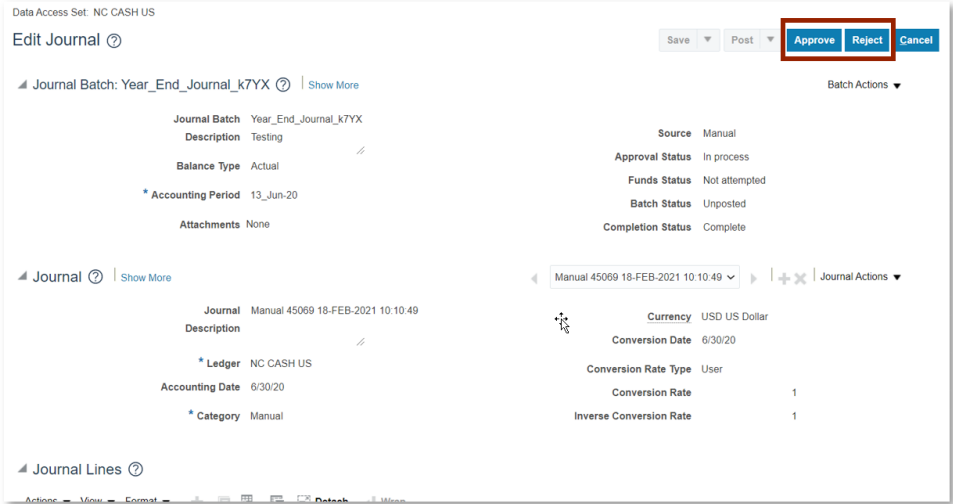 Data Access Set: NC CASH US
Edit Journal ?
Save Post Approve Reject Cancel
Journal Batch: Year_End_Journal_k7YX ? Show More
Batch Actions
Journal Batch Year_End_Journal_k7YX
Description Testing
Balance Type Actual
* Accounting Period 13_Jun-20
Attachments None
Source Manual
Approval Status In process
Funds Status Not attempted
Batch Status Unposted
Completion Status Complete
Journal ? Show More
Manual 45069 18-FEB-2021 10:10:49
Journal Actions
Journal Manual 45069 18-FEB-2021 10:10:49
Description
* Ledger NC CASH US
Accounting Date 6/30/20
* Category Manual
Currency USD US Dollar
Conversion Date 6/30/20
Conversion Rate Type User
Conversion Rate 1
Inverse Conversion Rate 1
Journal Lines ?
Actions View Format Detach Wrap